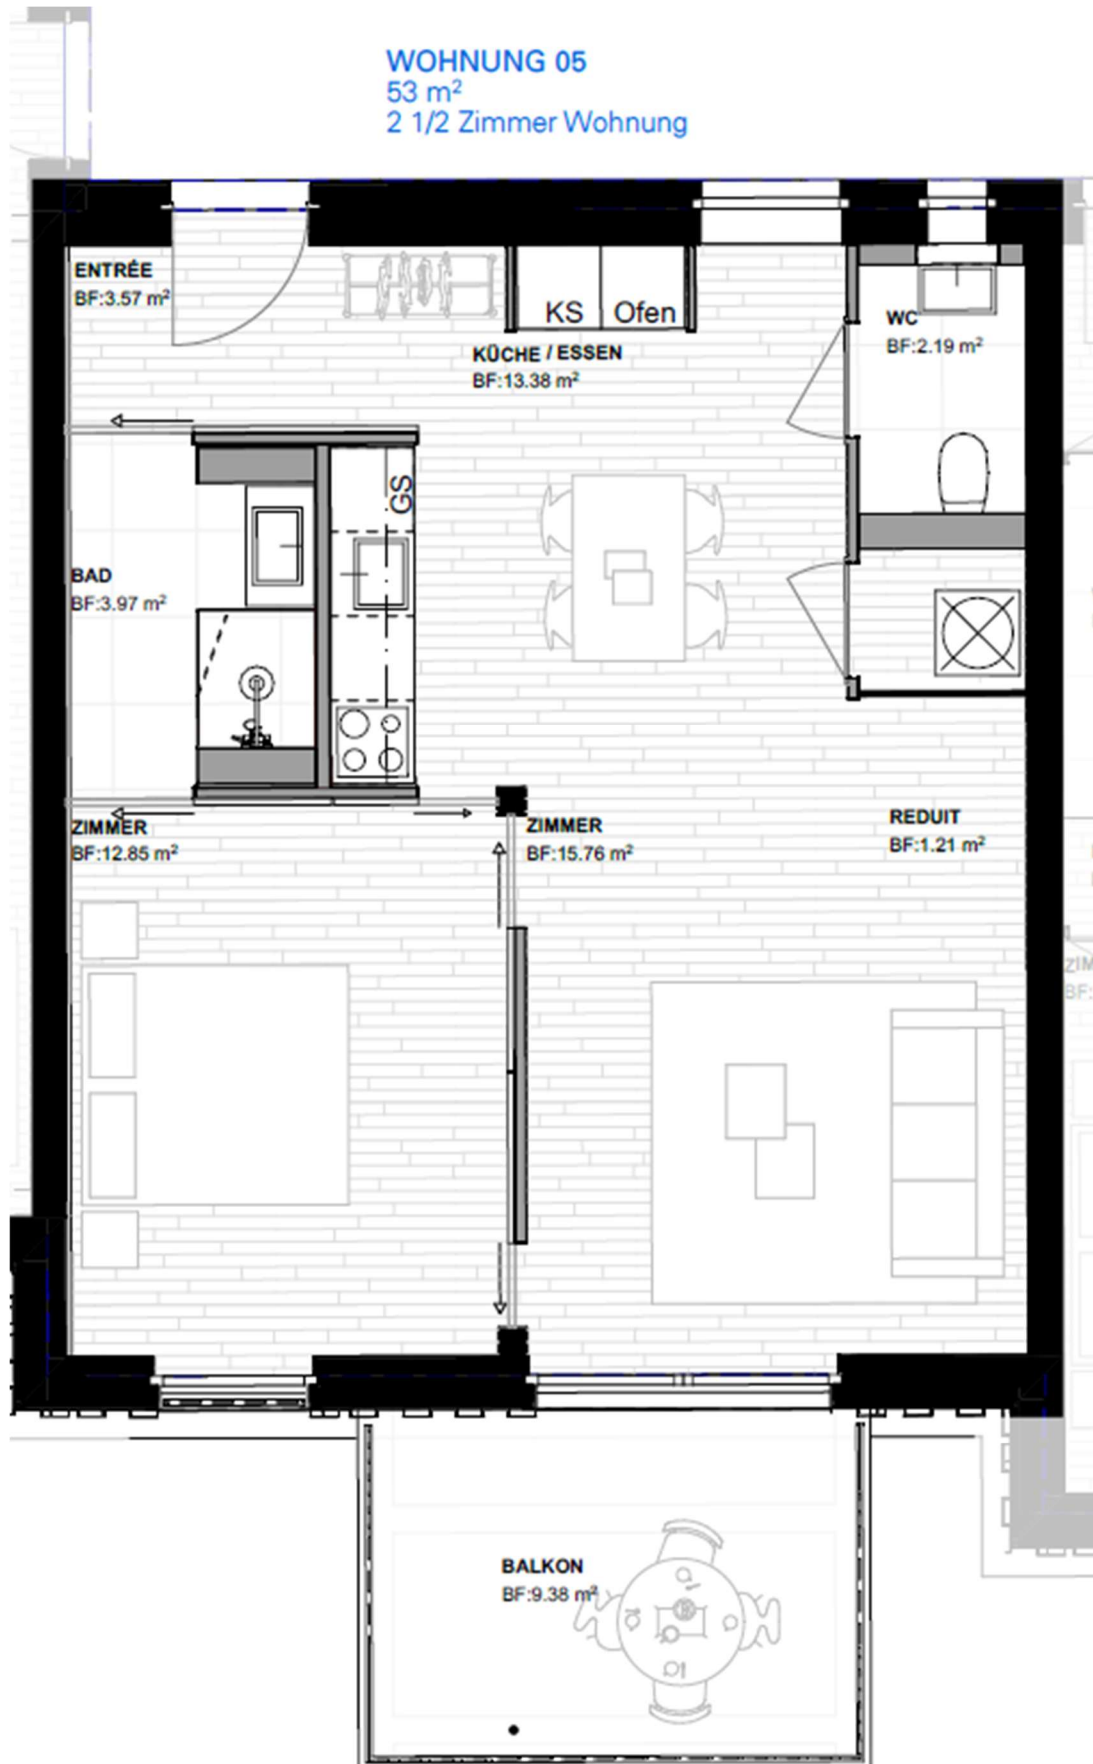 WOHNUNG 05
53 m²
2 1/2 Zimmer Wohnung
ENTRÉE
BF:3.57 m²
KS
Ofen
KÜCHE / ESSEN
BF:13.38 m²
WC
BF:2.19 m²
GS
BAD
BF:3.97 m²
ZIMMER
BF:12.85 m²
ZIMMER
BF:15.76 m²
REDUIT
BF:1.21 m²
BALKON
BF:9.38 m²